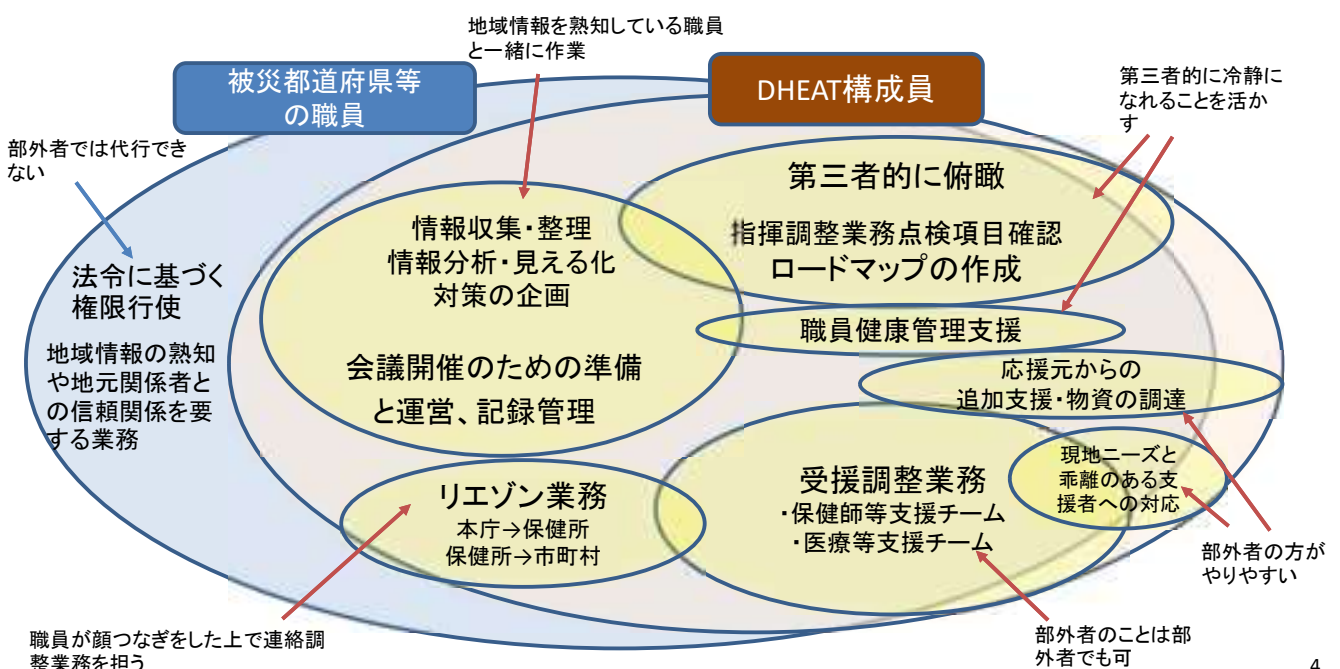 地域情報を熟知している職員
と一緒に作業
被災都道府県等
の職員
DHEAT構成員
第三者的に冷静に
なれることを活か
す
部外者では代行でき
ない
第三者的に俯瞰
指揮調整業務点検項目確認
ロードマップの作成
情報収集・整理
情報分析・見える化
対策の企画
会議開催のための準備
と運営、記録管理
法令に基づく
権限行使
地域情報の熟知
や地元関係者と
の信頼関係を要
する業務
職員健康管理支援
応援元からの
追加支援・物資の調達
現地ニーズと
乖離のある支
援者への対応
受援調整業務
・保健師等支援チーム
・医療等支援チーム
リエゾン業務
本庁→保健所
保健所→市町村
部外者の方が
やりやすい
職員が顔つなぎをした上で連絡調
整業務を担う
部外者のことは部
外者でも可
4